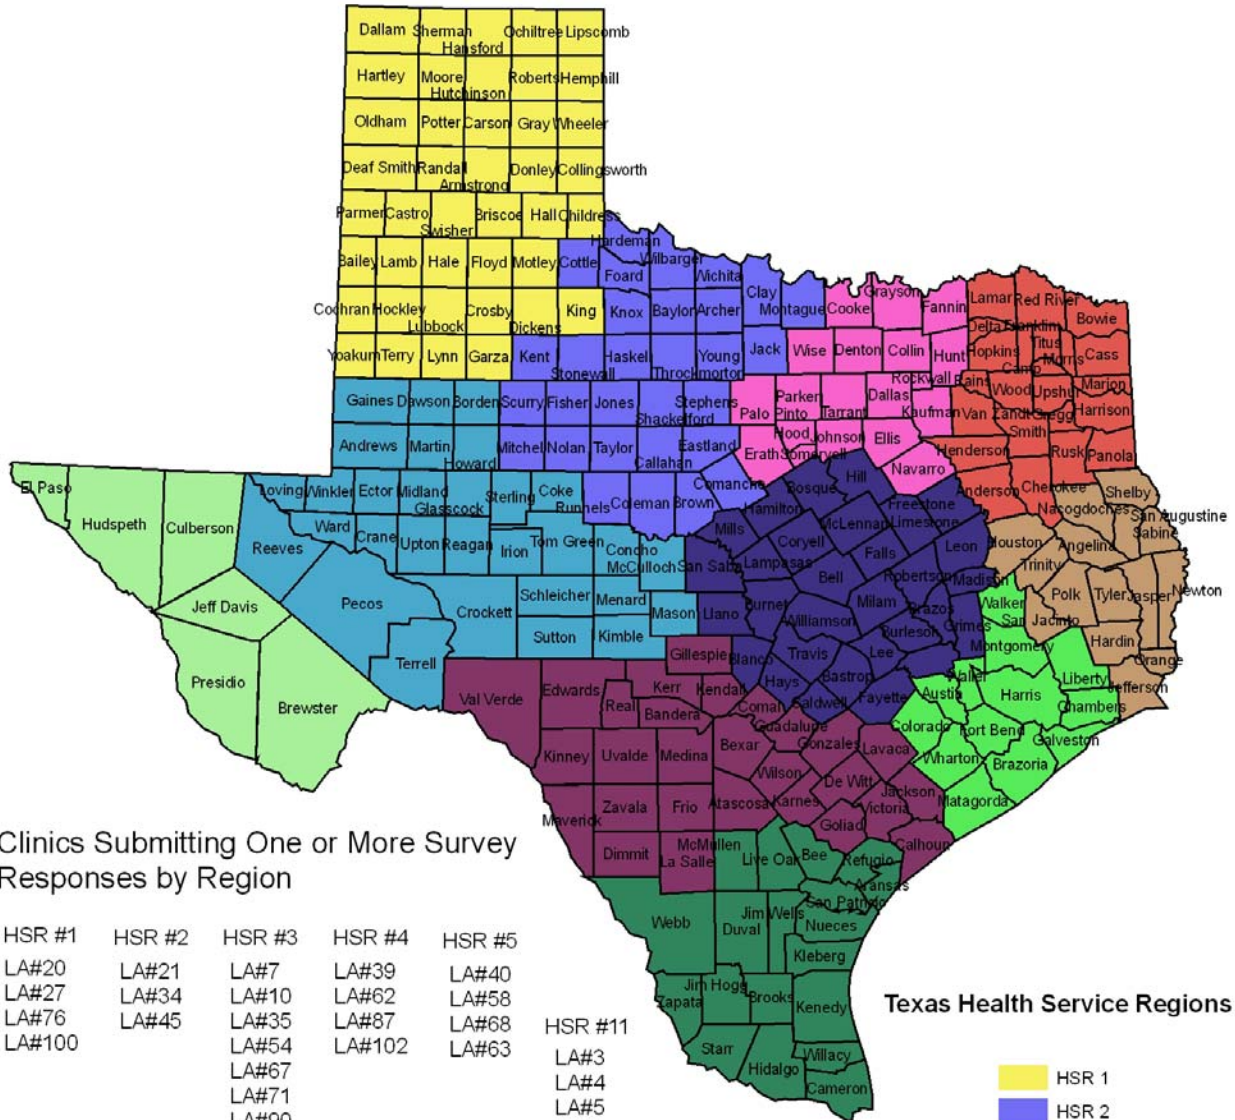 Dallam Sherman Ochiltree Lipscomb
Hansford
Hartley Moore Roberts Hemphill
Hutchinson
Oldham Potter Carson Gray Wheeler
Deaf Smith Randall Donley Collingsworth
Armstrong
Parmer Castro Briscoe Hall Childress
Swisher
Hardeman
Bailey Lamb Hale Floyd Motley Cottle Foard Wilbarger Wichita
Cochran Hockley Crosby King Knox Baylor Archer Clay Montague Cooke Grayson Fannin Lamar Red River Bowie
Lubbock Dickens
Delta Franklin Titus
Yoakum Terry Lynn Garza Kent Haskell Young Jack Wise Denton Collin Hunt Hopkins Morris Cass
Stonewall Throckmorton Rockwall Rains Camp
Gaines Dawson Borden Scurry Fisher Jones Stephens Parker Dallas Wood Upshur Marion
Shackelford Palo Pinto Tarrant Kaufman Van Zandt Gregg Harrison
Andrews Martin Mitchel Nolan Taylor Eastland Hood Johnson Ellis Smith
Howard Callahan Erath Somervell Navarro Henderson Rusk Panola
El Paso Loving Winkler Ector Midland Sterling Coke Coleman Brown Comanche Bosque Hill Anderson Cherokee Shelby
Glasscock Runnels Hamilton Freestone Nacogdoches San Augustine
Hudspeth Culberson Ward Crane Mills McLennan Limestone Sabine
Reeves Upton Reagan Irion Tom Green Concho Coryell Falls Leon Houston Angelina
McCulloch San Saba Lampasas Bell Robertson Madison Trinity
Jeff Davis Pecos Crockett Schleicher Menard Mason Llano Burnet Milam Brazos Walker Polk Tyler Jasper Newton
Williamson Grimes San Jacinto
Sutton Kimble Burleson Montgomery Hardin
Terrell Gillespie Blanco Travis Lee Orange
Presidio Brewster Val Verde Edwards Kerr Kendall Hays Bastrop Waller Liberty Jefferson
Real Bandera Comal Caldwell Fayette Austin Harris Chambers
Guadalupe Colorado Fort Bend Galveston
Kinney Uvalde Medina Bexar Gonzales Lavaca Wharton Brazoria
Wilson De Witt Jackson
Zavala Frio Atascosa Karnes Victoria Matagorda
Maverick Goliad
Dimmit McMullen Live Oak Bee Refugio Calhoun
La Salle Aransas
San Patricio
Webb Duval Jim Wells Nueces
Kleberg
Zapata Jim Hogg Brooks Kenedy
Starr Hidalgo Willacy
Cameron
Clinics Submitting One or More Survey
Responses by Region
HSR #1
LA#20
LA#27
LA#76
LA#100
HSR #2
LA#21
LA#34
LA#45
HSR #3
LA#7
LA#10
LA#35
LA#54
LA#67
LA#71
LA#90
HSR #4
LA#39
LA#62
LA#87
LA#102
HSR #5
LA#40
LA#58
LA#68
LA#63
HSR #11
LA#3
LA#4
LA#5
Texas Health Service Regions
HSR 1
HSR 2